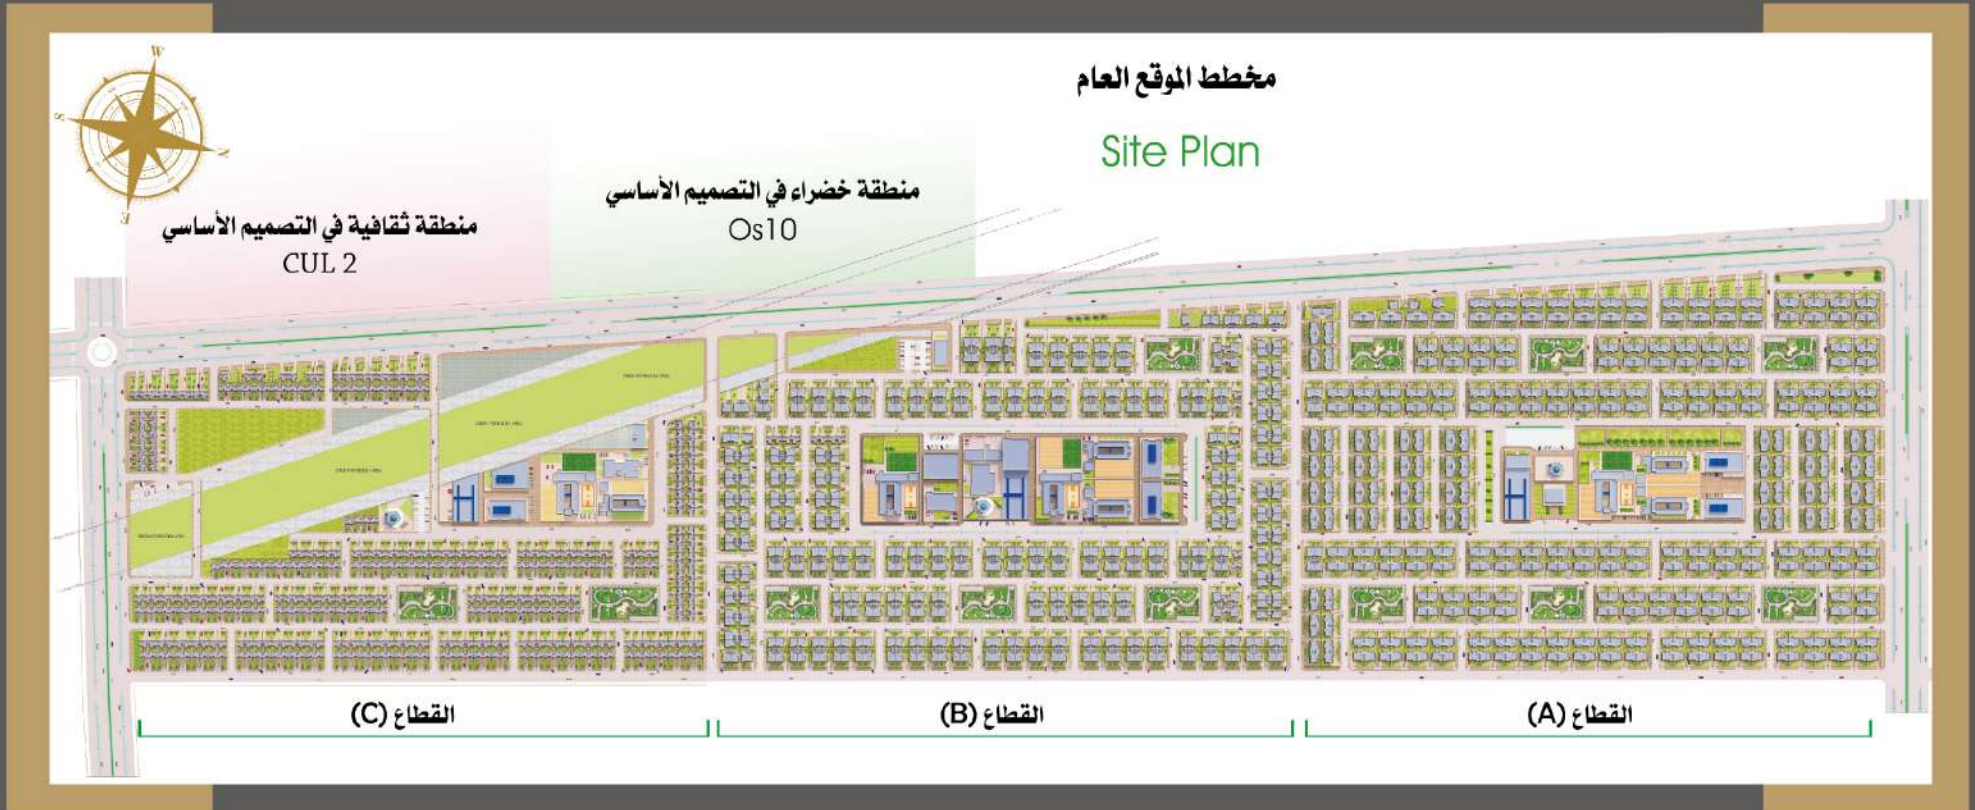 مخطط الموقع العام
Site Plan
W
S
N
E
منطقة خضراء في التصميم الأساسي
Os10
منطقة ثقافية في التصميم الأساسي
CUL 2
القطاع (A)
القطاع (B)
القطاع (C)